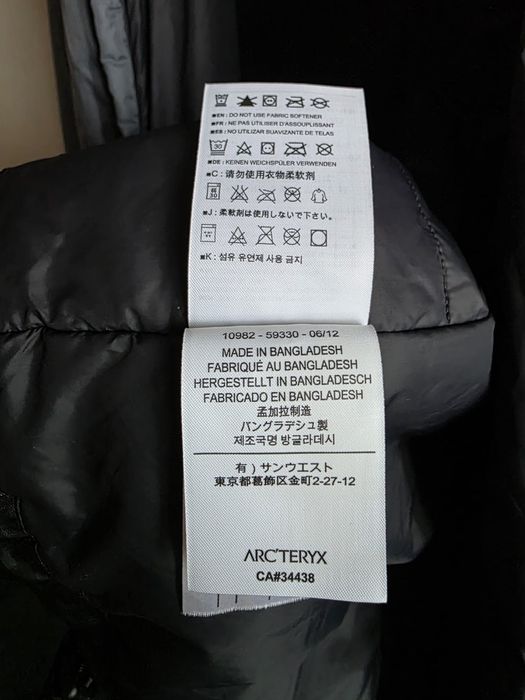 ■EN : DO NOT USE FABRIC SOFTENER
■FR : NE PAS UTILISER D'ASSOUPLISSANT
■ES : NO UTILIZAR SUAVIZANTE DE TELAS
30
■DE : KEINEN WEICHSPÜLER VERWENDEN
■C : 请勿使用衣物柔软剂
30
■J : 柔軟剤は使用しないで下さい。
■K : 섬유 유연제 사용 금지
10982 - 59330 - 06/12
MADE IN BANGLADESH
FABRIQUÉ AU BANGLADESH
HERGESTELLT IN BANGLADESCH
FABRICADO EN BANGLADESH
孟加拉制造
バングラデシュ製
제조국명 방글라데시
有）サンウエスト
東京都葛飾区金町2-27-12
ARC'TERYX
CA#34438